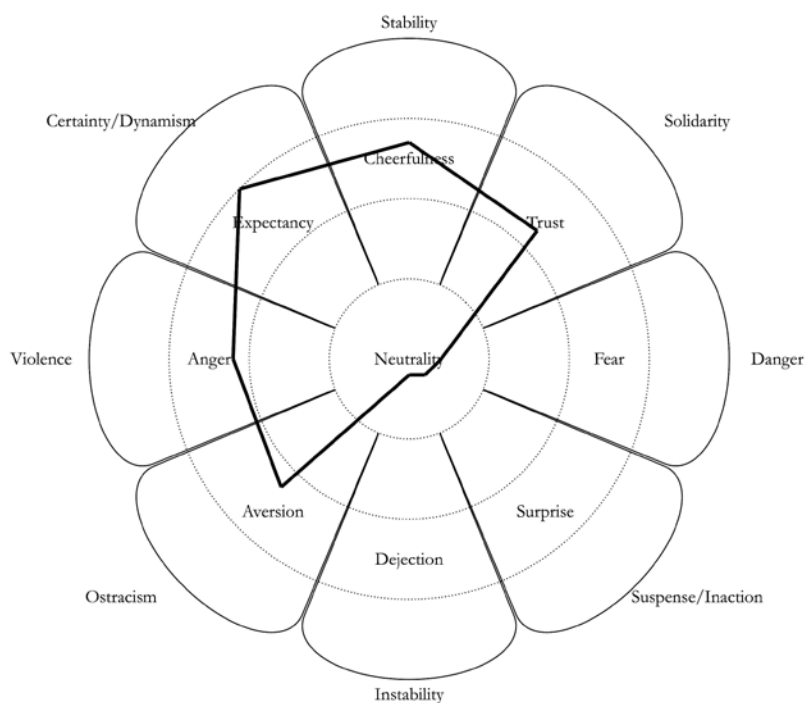 Stability
Certainty/Dynamism
Solidarity
Cheerfulness
Expectancy
Trust
Violence
Anger
Neutrality
Fear
Danger
Aversion
Surprise
Dejection
Ostracism
Suspense/Inaction
Instability